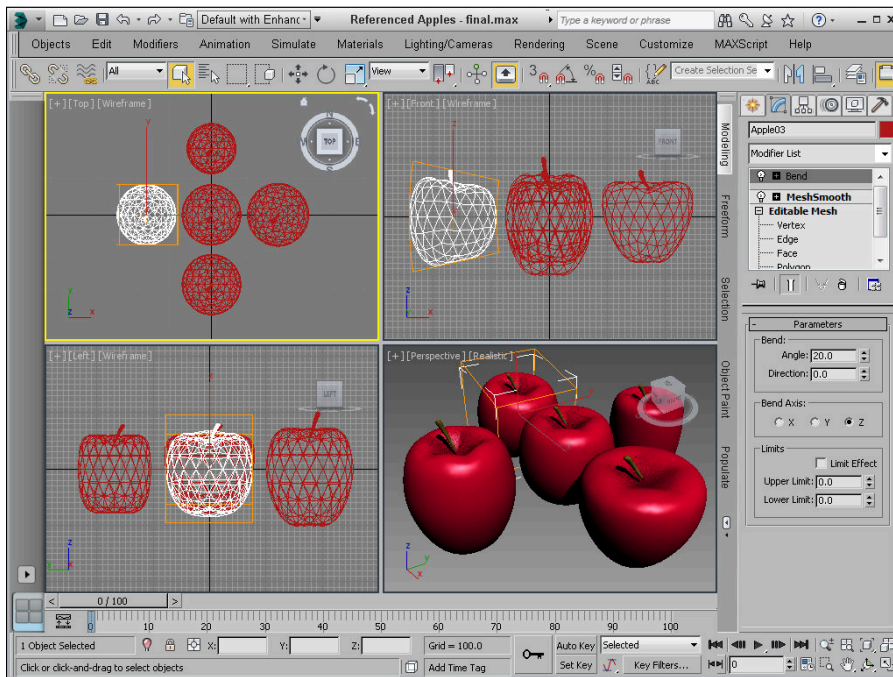 Default with Enhanc
Referenced Apples - final.max
Type a keyword or phrase
Objects Edit Modifiers Animation Simulate Materials Lighting/Cameras Rendering Scene Customize MAXScript Help
All
View
3
%
ABC
Create Selection Se
[+][Top][Wireframe]
[+][Front][Wireframe]
TOP
FRONT
[+][Left][Wireframe]
[+][Perspective][Realistic]
LEFT
Modeling
Freeform
Selection
Object Paint
Populate
Apple03
Modifier List
Bend
MeshSmooth
Editable Mesh
Vertex
Edge
Face
Polygon
Parameters
Bend:
Angle: 20.0
Direction: 0.0
Bend Axis:
X Y Z
Limits
Limit Effect
Upper Limit: 0.0
Lower Limit: 0.0
< 0 / 100 >
0 10 20 30 40 50 60 70 80 90 100
1 Object Selected X: Y: Z: Grid = 100.0 Auto Key Selected
Click or click-and-drag to select objects Add Time Tag Set Key Key Filters... 0